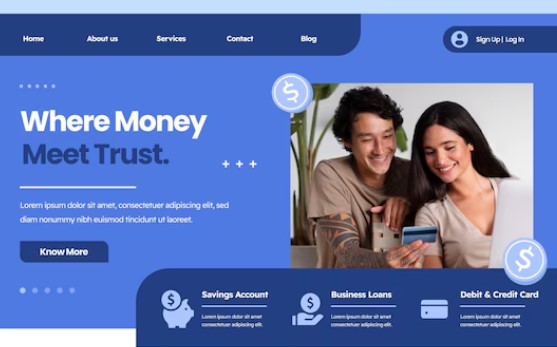 Home
About us
Services
Contact
Blog
Sign Up | Log In
Where Money
Meet Trust.
Lorem ipsum dolor sit amet, consectetuer adipiscing elit, sed
diam nonummy nibh euismod tincidunt ut laoreet.
Know More
$
$
$
$
Savings Account
Lorem ipsum dolor sit amet,
consectetuer adipiscing elit.
Business Loans
Lorem ipsum dolor sit amet,
consectetuer adipiscing elit.
Debit & Credit Card
Lorem ipsum dolor sit amet,
consectetuer adipiscing elit.